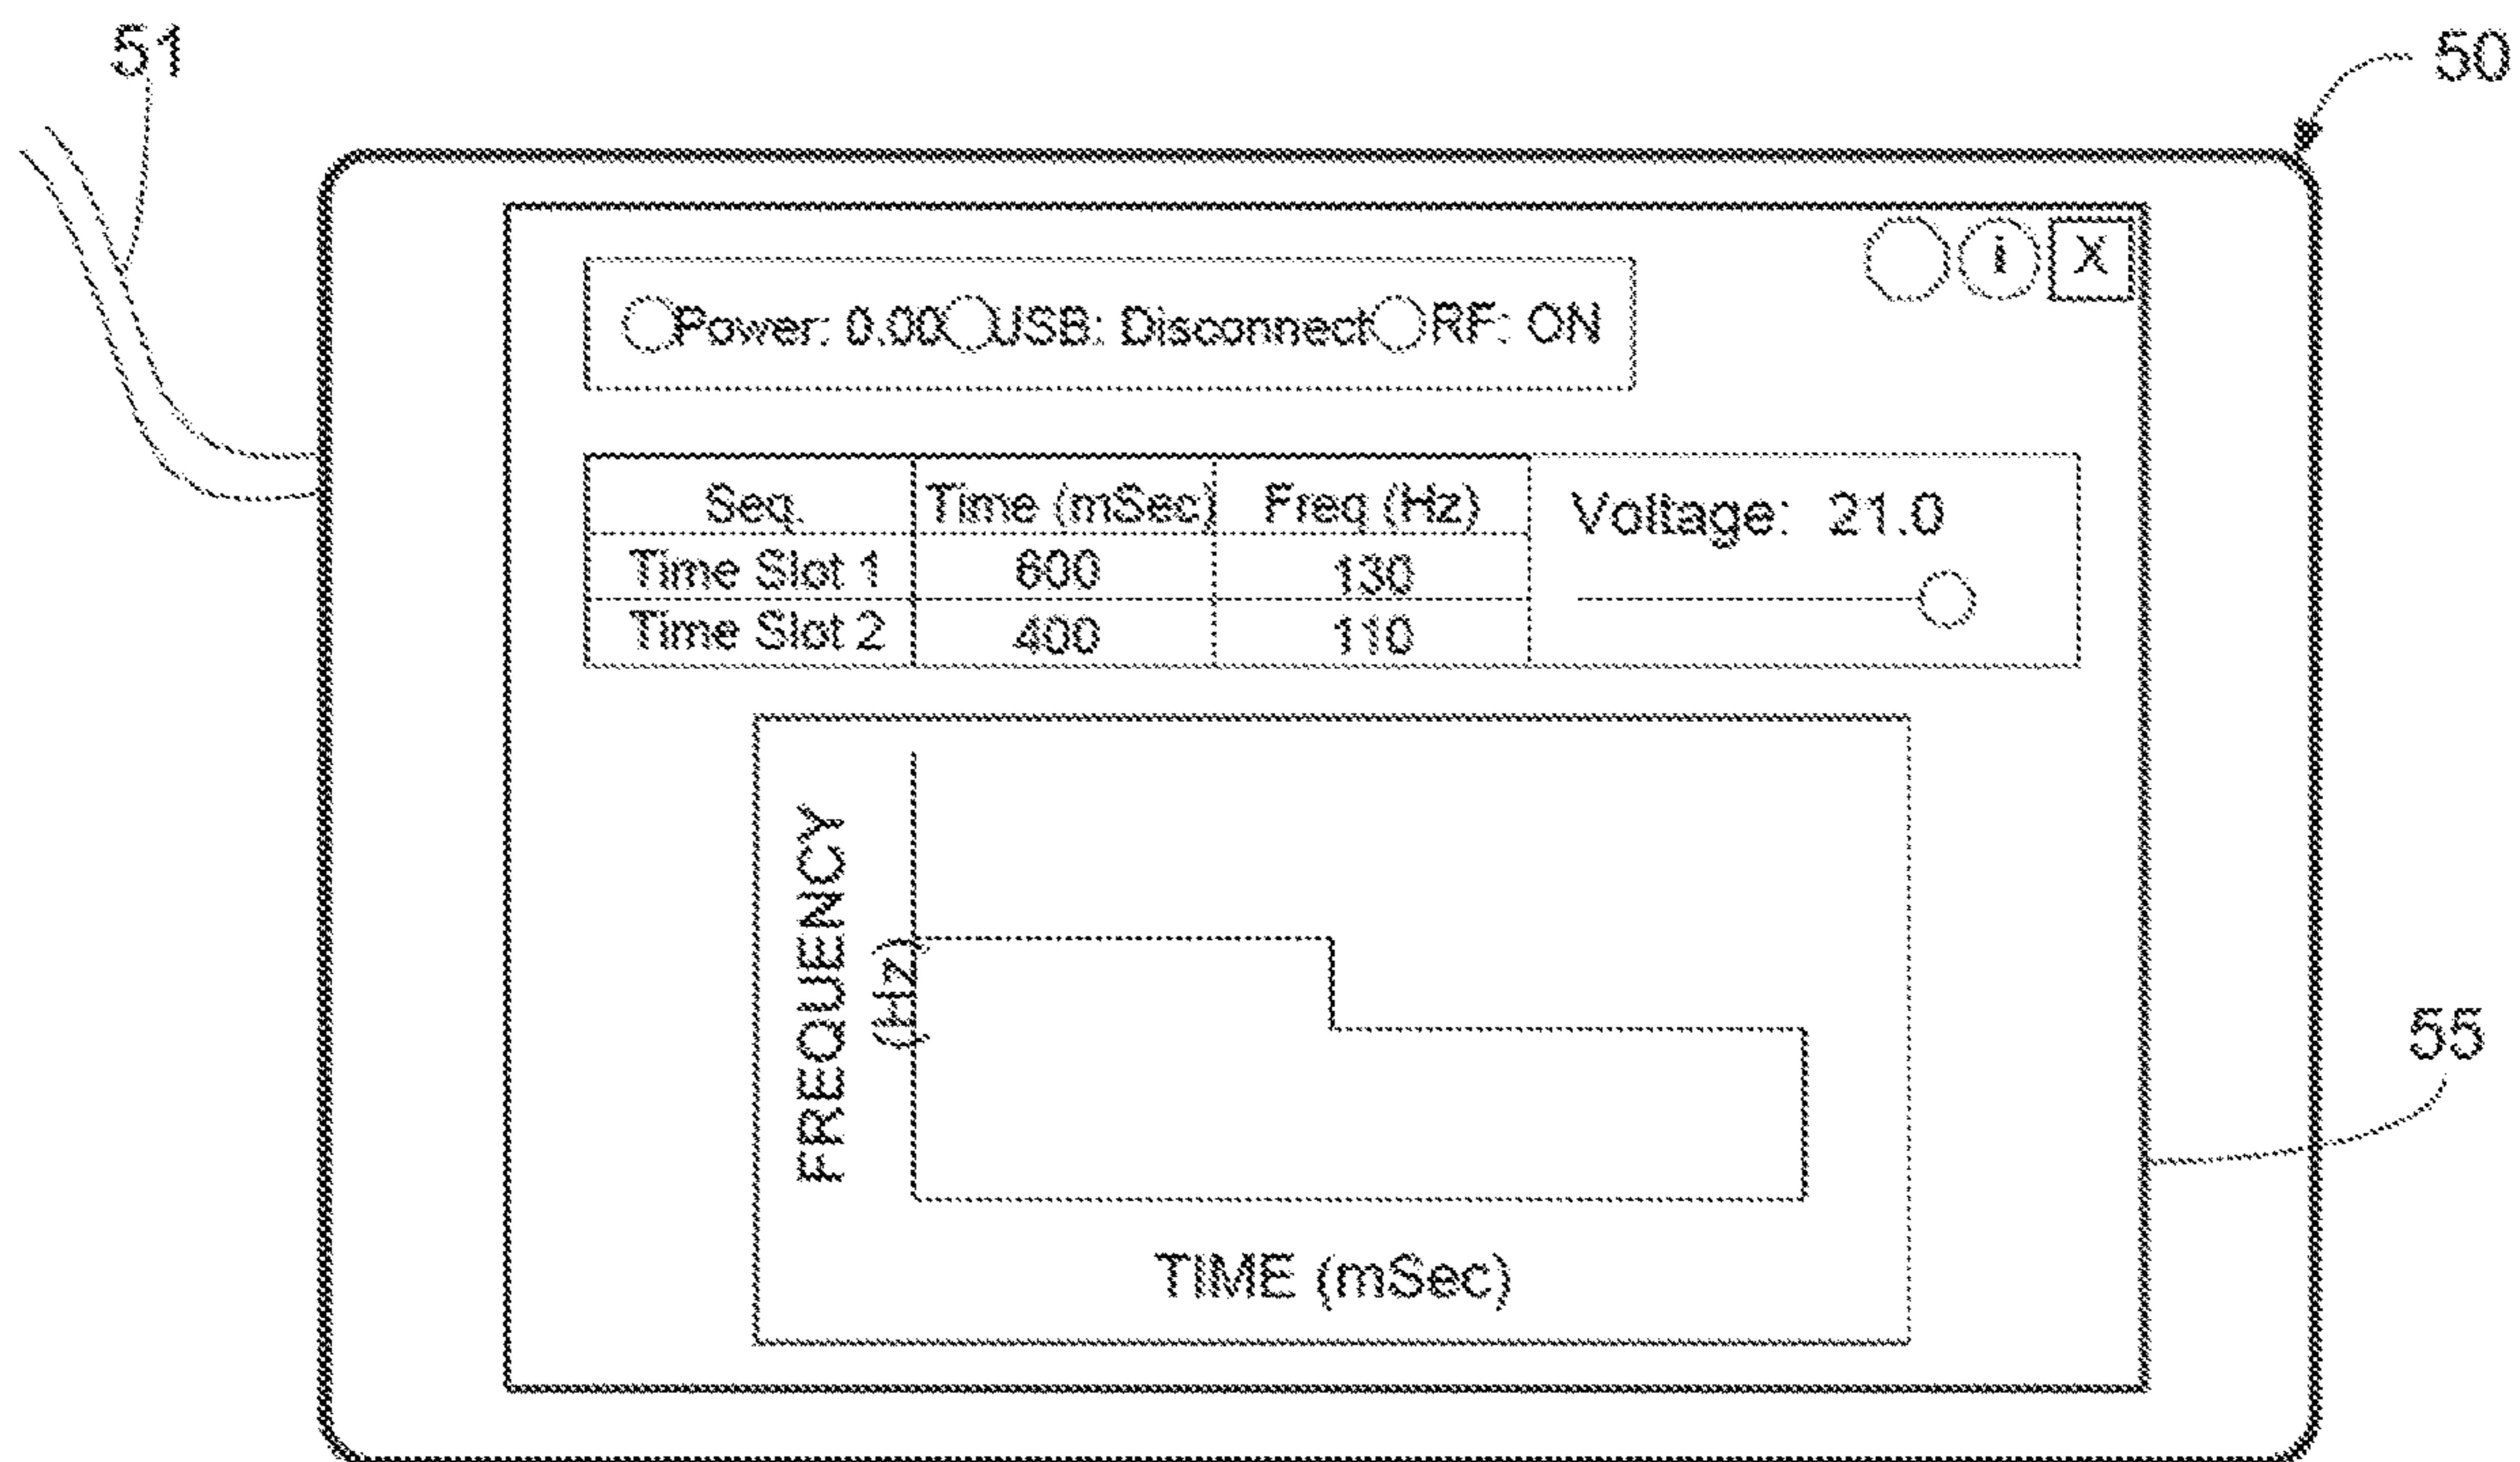 51
50
i X
Power: 0.00 USB: Disconnect RF: ON
Seq. Time (mSec) Freq (Hz) Voltage: 21.0
Time Slot 1 600 130
Time Slot 2 400 110
FREQUENCY
(Hz)
55
TIME (mSec)